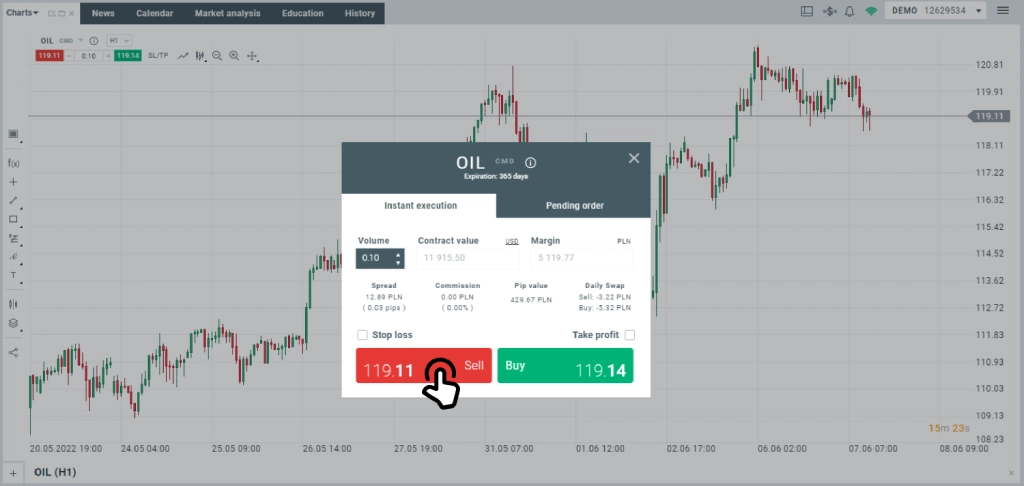 Charts
News
Calendar
Market analysis
Education
History
DEMO 12629534
OIL CMD H1
119.11 0.10 119.14 SL/TP
f(x)
T
120.81
119.91
119.11
118.11
117.22
116.32
115.42
114.52
113.62
112.72
111.83
110.93
110.03
109.13
108.23
OIL CMD
Expiration: 365 days
Instant execution
Pending order
Volume Contract value USD Margin PLN
0.10 11 915.50 5 119.77
Spread Commission Pip value Daily Swap
12.89 PLN 0.00 PLN 429.67 PLN Sell: -3.22 PLN
( 0.03 pips ) ( 0.00% ) Buy: -5.32 PLN
Stop loss Take profit
119.11 Sell Buy 119.14
15m 23s
20.05.2022 19:00 24.05 04:00 25.05 09:00 26.05 14:00 27.05 19:00 31.05 07:00 01.06 12:00 02.06 17:00 06.06 02:00 07.06 07:00 08.06 09:00
OIL (H1)